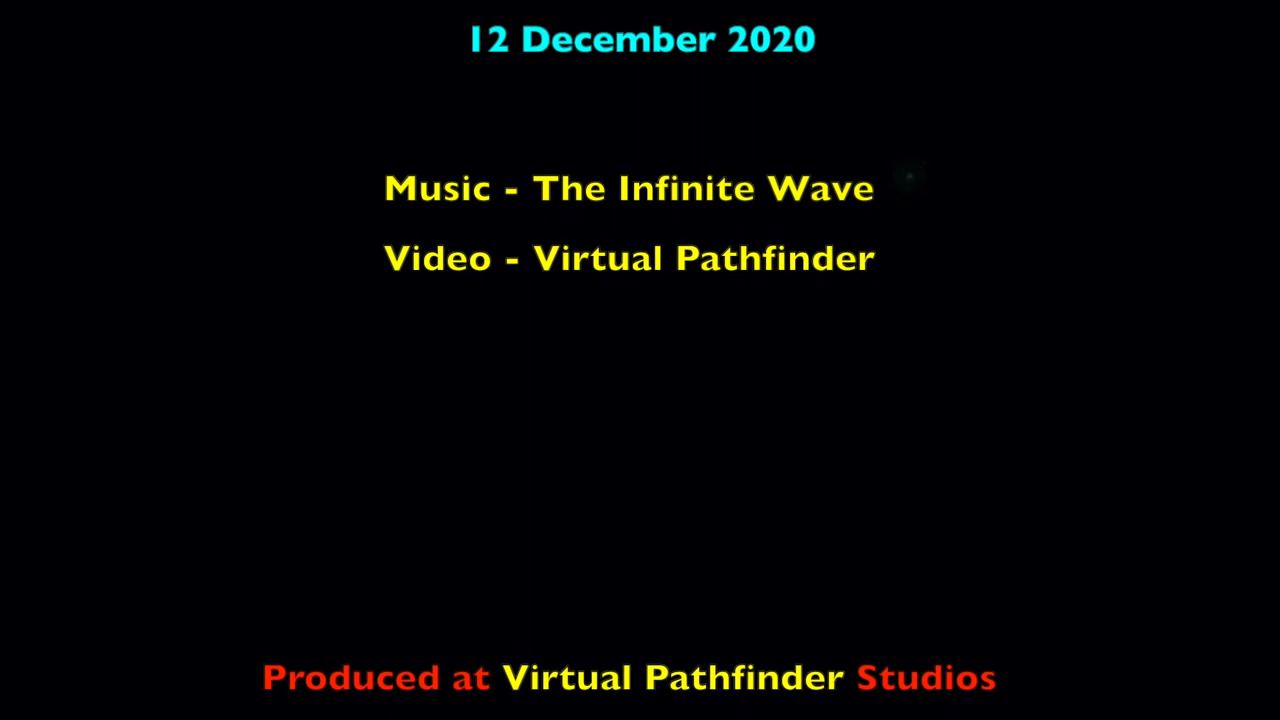 12 December 2020
Music - The Infinite Wave
Video - Virtual Pathfinder
Produced at Virtual Pathfinder Studios